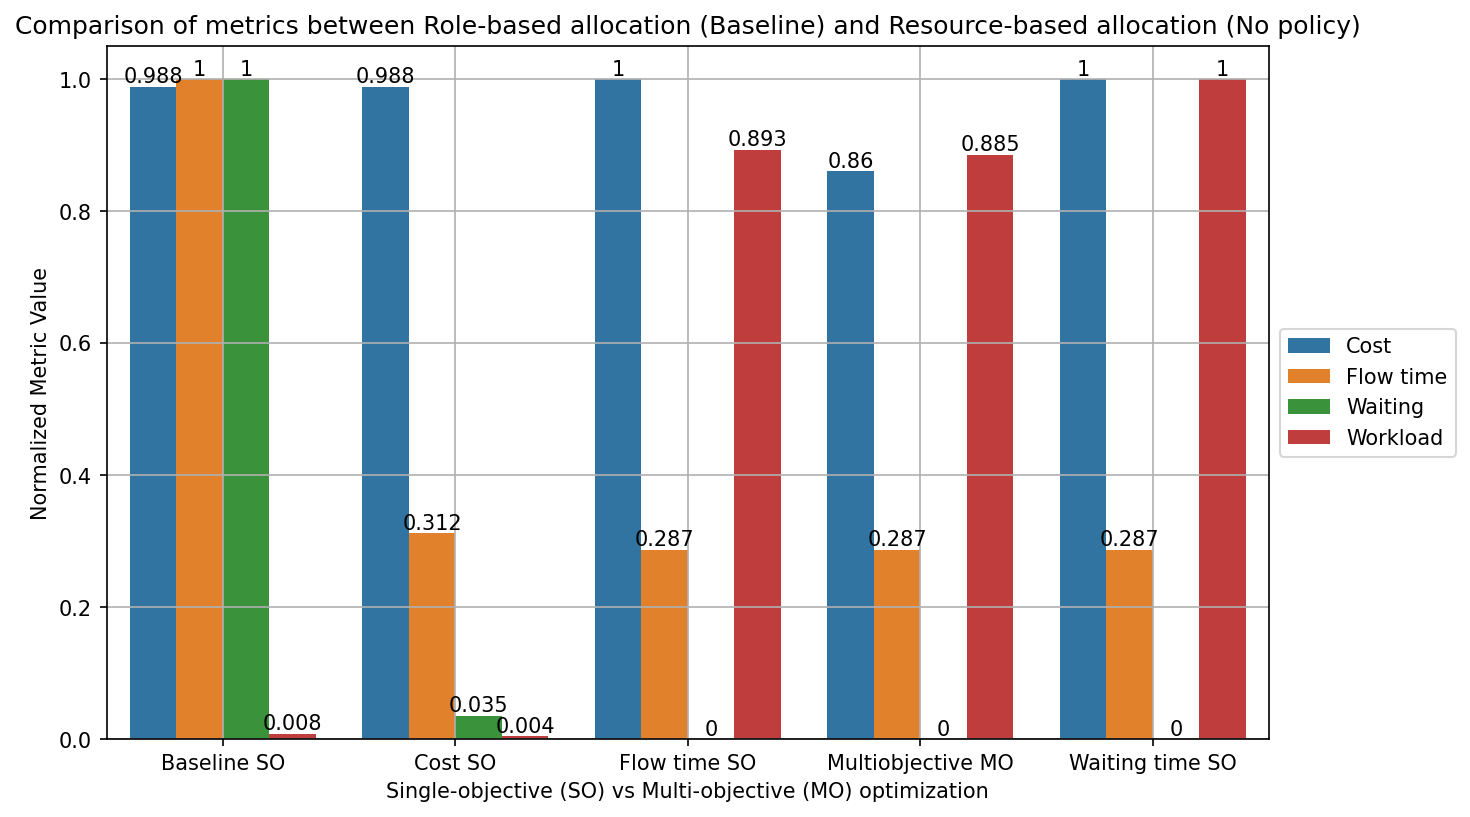 Comparison of metrics between Role-based allocation (Baseline) and Resource-based allocation (No policy)
Normalized Metric Value
1.0
0.8
0.6
0.4
0.2
0.0
0.988
1
1
0.008
0.988
0.312
0.035
0.004
1
0.287
0
0.893
0.86
0.287
0
0.885
1
0.287
0
1
Baseline SO
Cost SO
Flow time SO
Multiobjective MO
Waiting time SO
Single-objective (SO) vs Multi-objective (MO) optimization
Cost
Flow time
Waiting
Workload